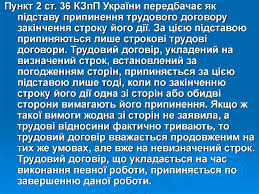 Пункт 2 ст. 36 КЗпП України передбачає як
підставу припинення трудового договору
закінчення строку його дії. За цією підставою
припиняються лише строкові трудові
договори. Трудовий договір, укладений на
визначений строк, встановлений за
погодженням сторін, припиняється за цією
підставою лише тоді, коли по закінченню
строку його дії одна зі сторін або обидві
сторони вимагають його припинення. Якщо ж
такої вимоги жодна зі сторін не заявила, а
трудові відносини фактично тривають, то
трудовий договір вважається продовженим на
тих же умовах, але вже на невизначений строк.
Трудовий договір, що укладається на час
виконання певної роботи, припиняється по
завершенню даної роботи.